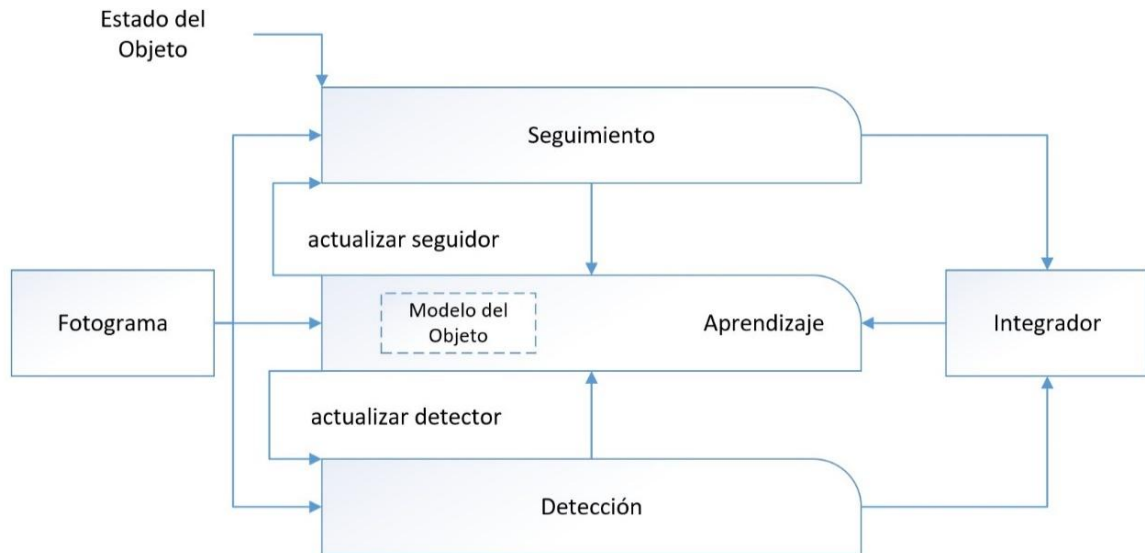 Estado del
Objeto
Seguimiento
actualizar seguidor
Fotograma
Modelo del
Objeto
Aprendizaje
Integrador
actualizar detector
Detección